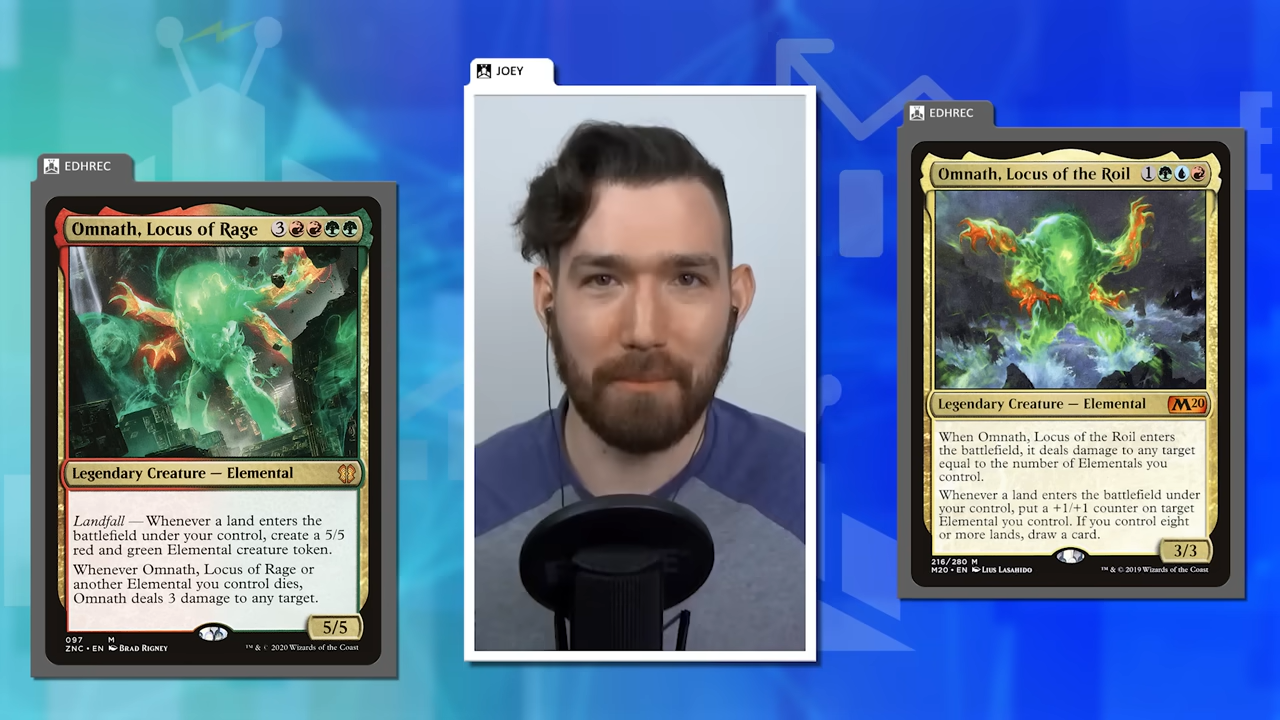 EDHREC
Omnath, Locus of Rage 3
Legendary Creature — Elemental
Landfall — Whenever a land enters the
battlefield under your control, create a 5/5
red and green Elemental creature token.
Whenever Omnath, Locus of Rage or
another Elemental you control dies,
Omnath deals 3 damage to any target.
5/5
097 M
ZNC • EN Brad Rigney
™ & © 2020 Wizards of the Coast
JOEY
EDHREC
Omnath, Locus of the Roil 1
Legendary Creature — Elemental M20
When Omnath, Locus of the Roil enters
the battlefield, it deals damage to any target
equal to the number of Elementals you
control.
Whenever a land enters the battlefield under
your control, put a +1/+1 counter on target
Elemental you control. If you control eight
or more lands, draw a card.
3/3
216/280 M
M20 • EN Lius Lasahido
™ & © 2019 Wizards of the Coast